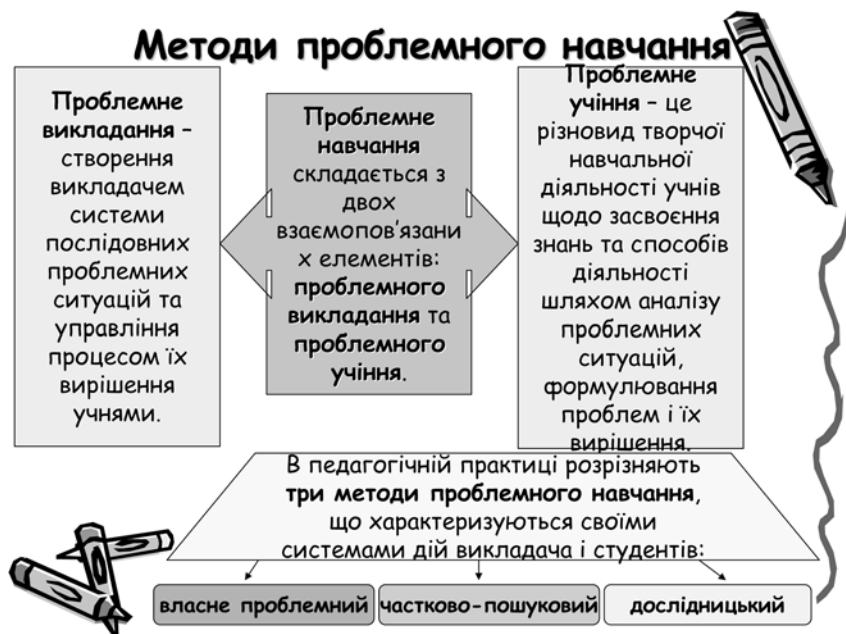 Методи проблемного навчання
Проблемне
викладання –
створення
викладачем
системи
послідовних
проблемних
ситуацій та
управління
процесом їх
вирішення
учнями.
Проблемне
навчання
складається з
двох
взаємопов’язани
х елементів:
проблемного
викладання та
проблемного
учіння.
Проблемне
учіння – це
різновид творчої
навчальної
діяльності учнів
щодо засвоєння
знань та способів
діяльності
шляхом аналізу
проблемних
ситуацій,
формулювання
проблем і їх
вирішення.
В педагогічній практиці розрізняють
три методи проблемного навчання,
що характеризуються своїми
системами дій викладача і студентів:
власне проблемний
частково-пошуковий
дослідницький